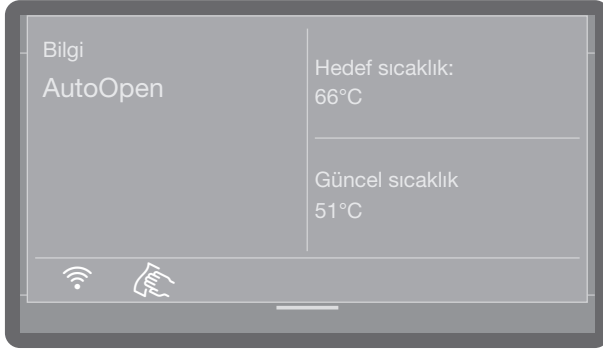 Bilgi
AutoOpen
Hedef sıcaklık:
66°C
Güncel sıcaklık
51°C